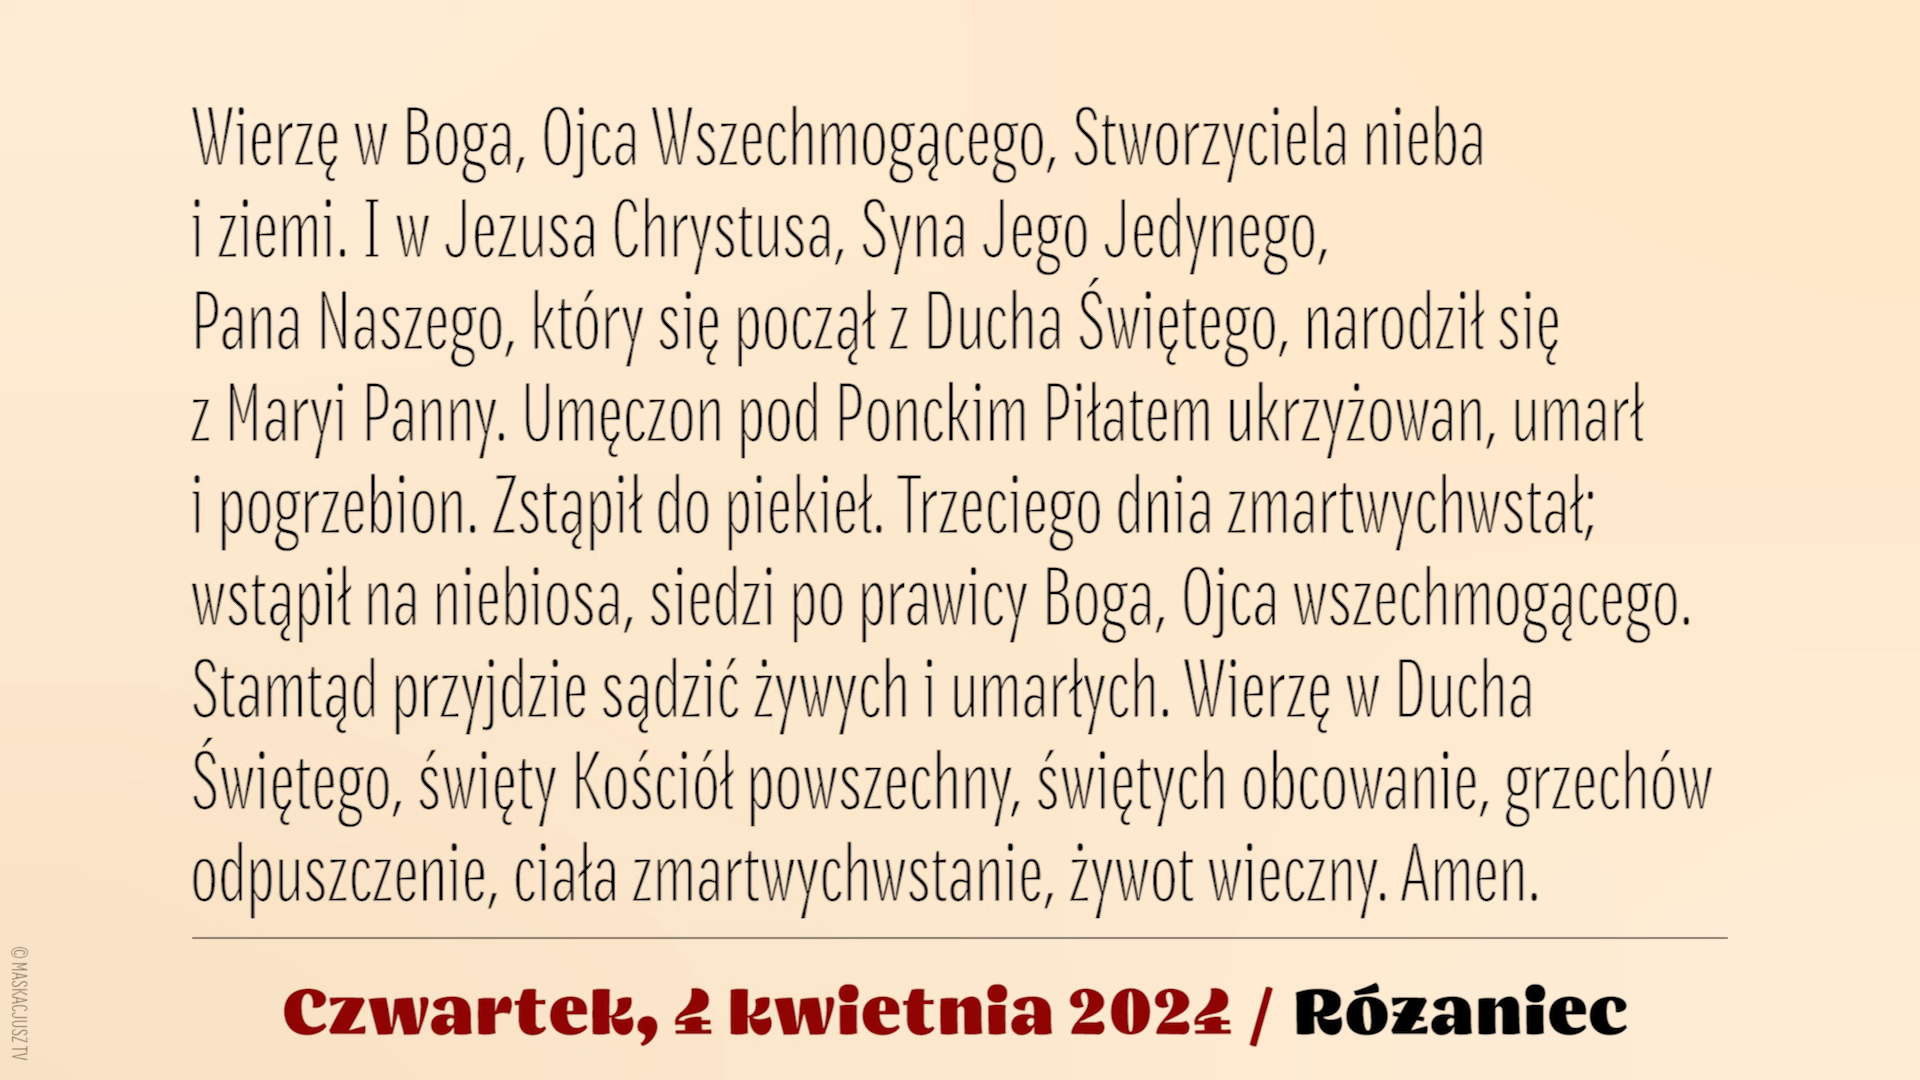 Wierzę w Boga, Ojca Wszechmogącego, Stworzyciela nieba
i ziemi. I w Jezusa Chrystusa, Syna Jego Jedynego,
Pana Naszego, który się począł z Ducha Świętego, narodził się
z Maryi Panny. Umęczon pod Ponckim Piłatem ukrzyżowan, umarł
i pogrzebion. Zstąpił do piekieł. Trzeciego dnia zmartwychwstał;
wstąpił na niebiosa, siedzi po prawicy Boga, Ojca wszechmogącego.
Stamtąd przyjdzie sądzić żywych i umarłych. Wierzę w Ducha
Świętego, święty Kościół powszechny, świętych obcowanie, grzechów
odpuszczenie, ciała zmartwychwstanie, żywot wieczny. Amen.
Czwartek, 4 kwietnia 2024 / Różaniec
© MASKACJUSZ TV